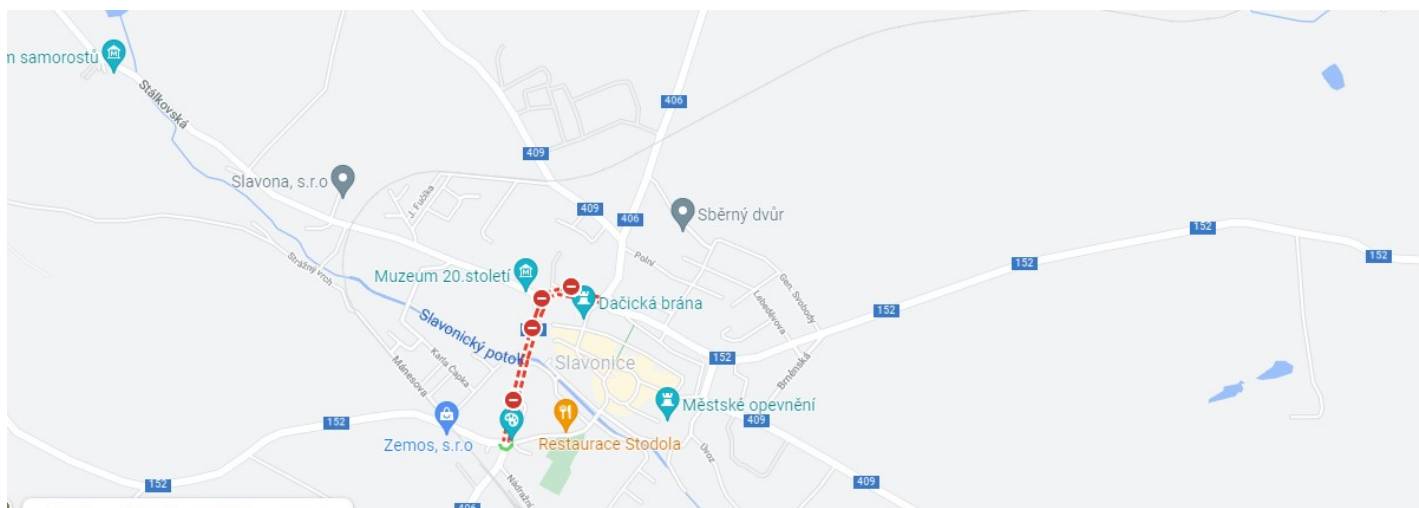 m samorostů
Stálkovská
406
409
Slavona, s.r.o
J. Fučíka
409
406
Sběrný dvůr
152
152
Strážný vrch
Muzeum 20.století
Polní
Gen. Svobody
Lebeděvova
Dačická brána
152
Slavonický potok
Slavonice
152
Karla Čapka
Mánesova
Brněnská
Městské opevnění
152
Zemos, s.r.o
Restaurace Stodola
409
Úvoz
Nádražní
152
409
406